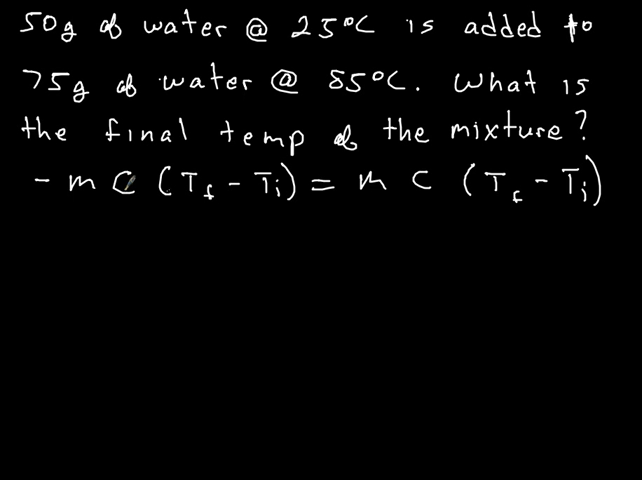 50g of water @ 25°C is added to
75g of water @ 85°C. What is
the final temp of the mixture?
- m C (Tf - Ti) = m C (Tf - Ti)